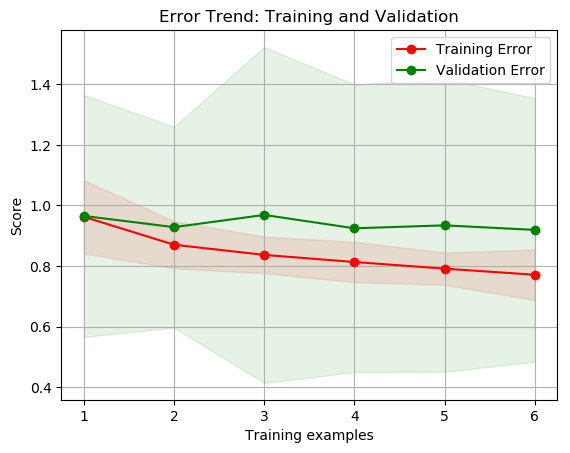 Error Trend: Training and Validation
Training Error
Validation Error
Score
1.4
1.2
1.0
0.8
0.6
0.4
1 2 3 4 5 6
Training examples